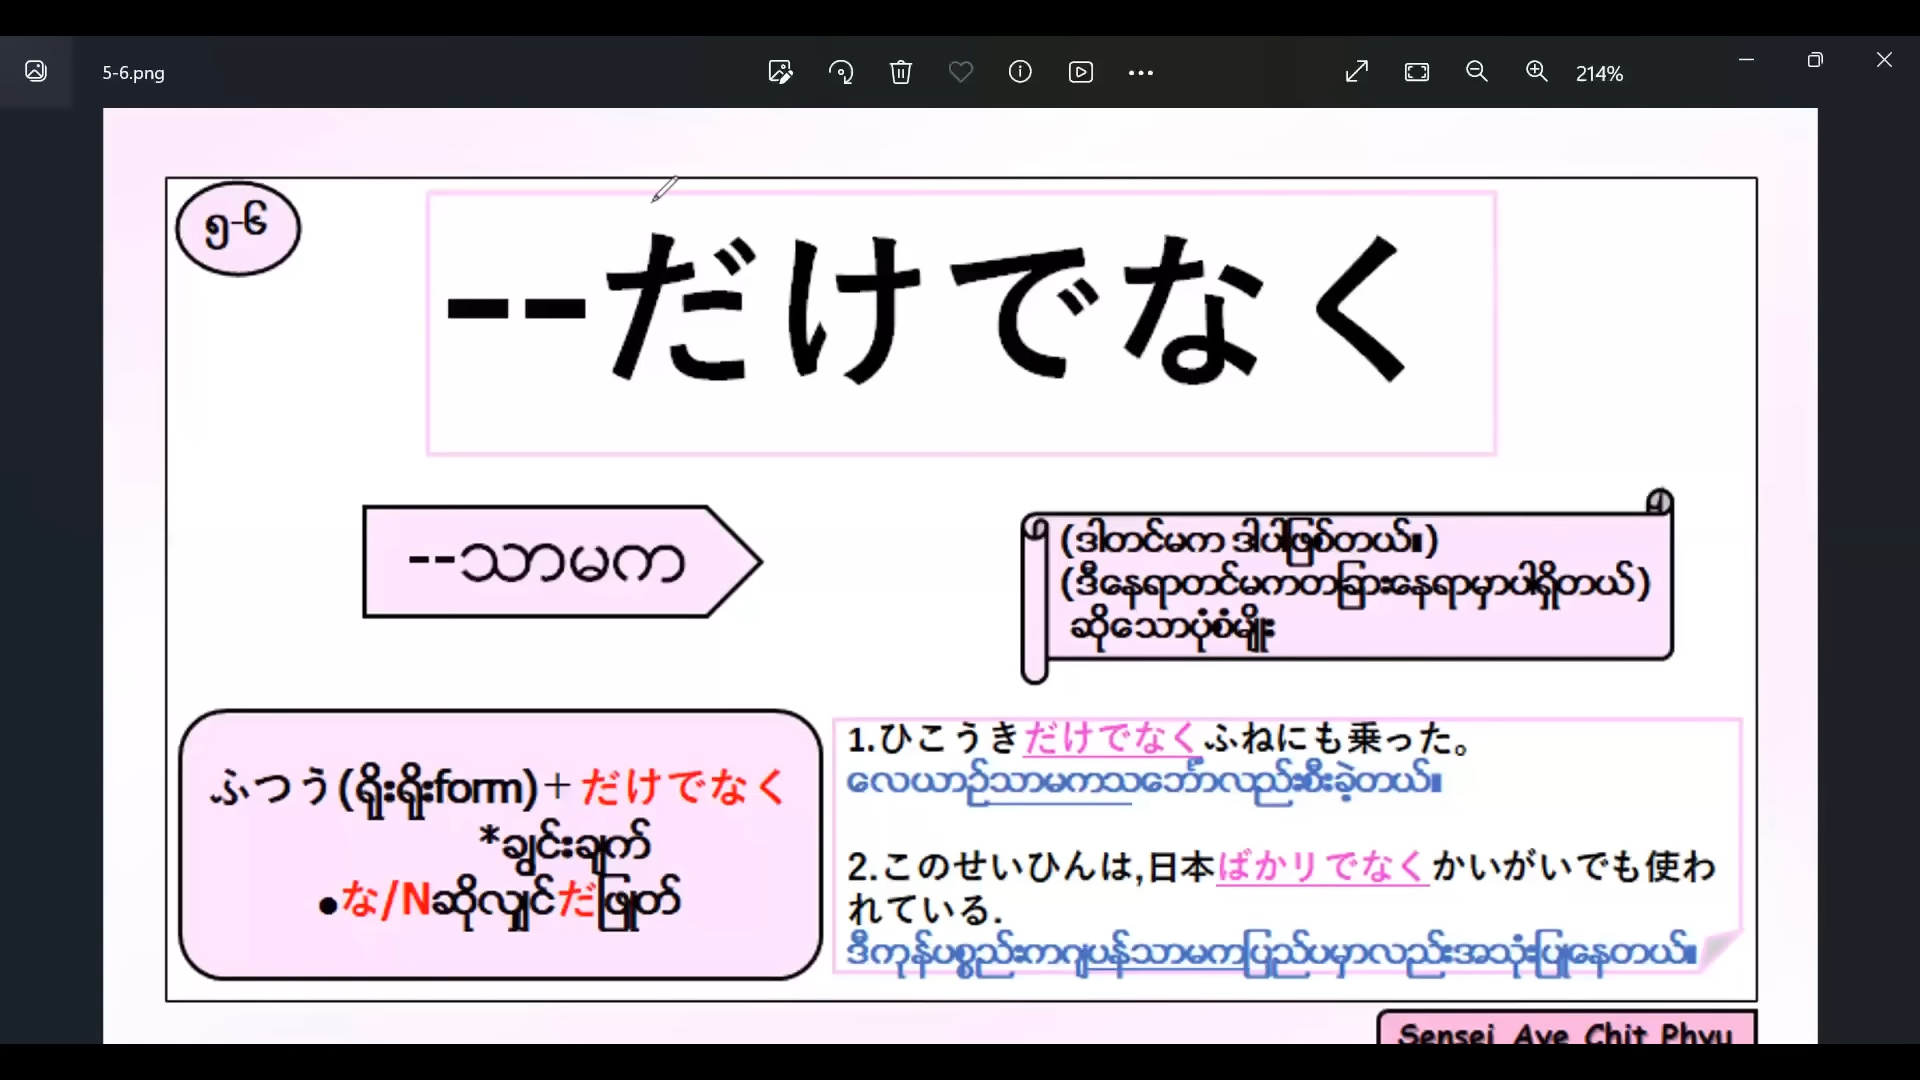 5-6.png
214%
၅-၆
--だけでなく
--သာမက
(ဒါတင်မက ဒါပါဖြစ်တယ်။)
(ဒီနေရာတင်မကတခြားနေရာမှာပါရှိတယ်)
ဆိုသောပုံစံမျိုး
ふつう(ရိုးရိုးform)+だけでなく
*ချွင်းချက်
●な/Nဆိုလျှင်だဖြုတ်
1.ひこうきだけでなくふねにも乗った。
လေယာဉ်သာမကသင်္ဘောလည်းစီးခဲ့တယ်။
2.このせいひんは,日本ばかりでなくかいがいでも使わ
れている.
ဒီကုန်ပစ္စည်းကဂျပန်သာမကပြည်ပမှာလည်းအသုံးပြုနေတယ်။
Sensei Aye Chit Phyu